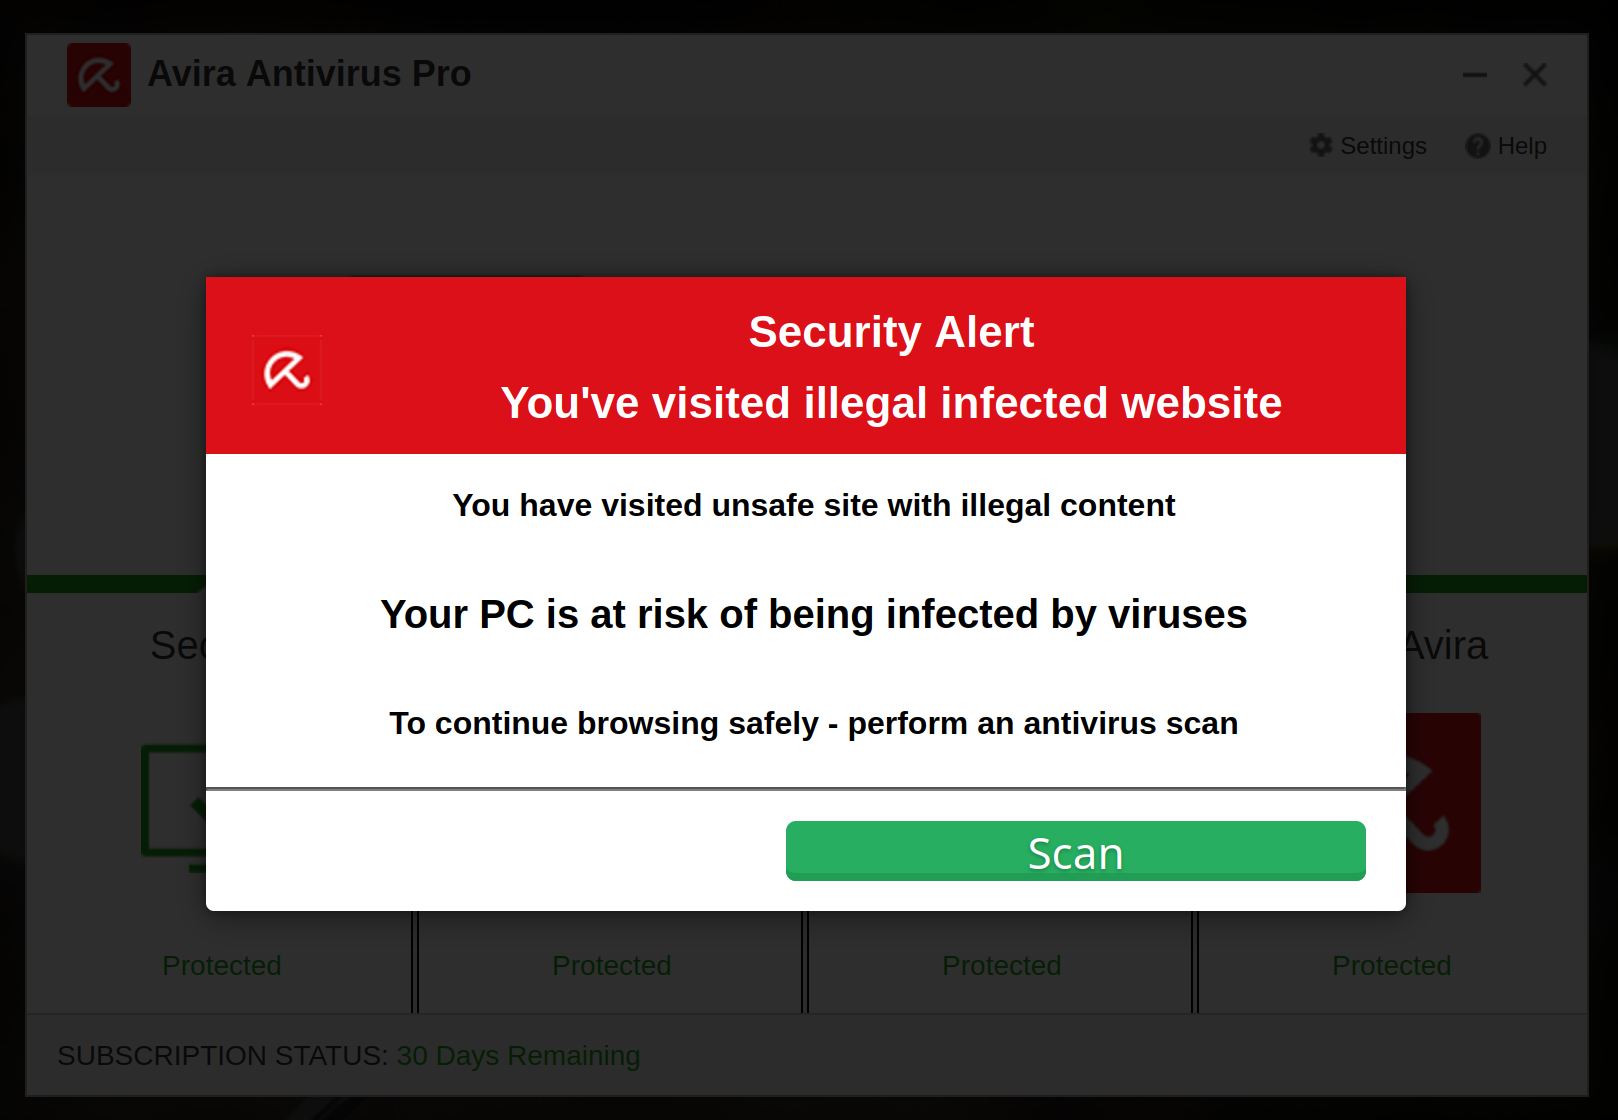 Avira Antivirus Pro
Settings
Help
Security Alert
You've visited illegal infected website
You have visited unsafe site with illegal content
Your PC is at risk of being infected by viruses
To continue browsing safely - perform an antivirus scan
Scan
Avira
Protected
Protected
Protected
Protected
SUBSCRIPTION STATUS: 30 Days Remaining